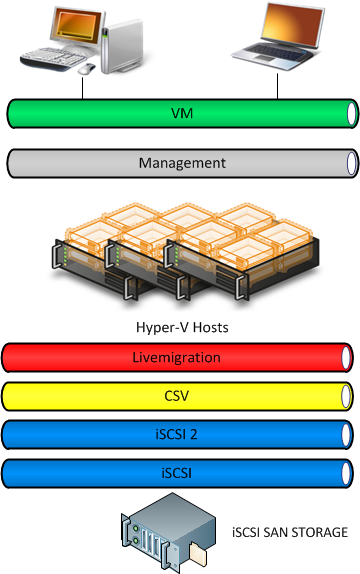 VM
Management
Hyper-V Hosts
Livemigration
CSV
iSCSI 2
iSCSI
iSCSI SAN STORAGE